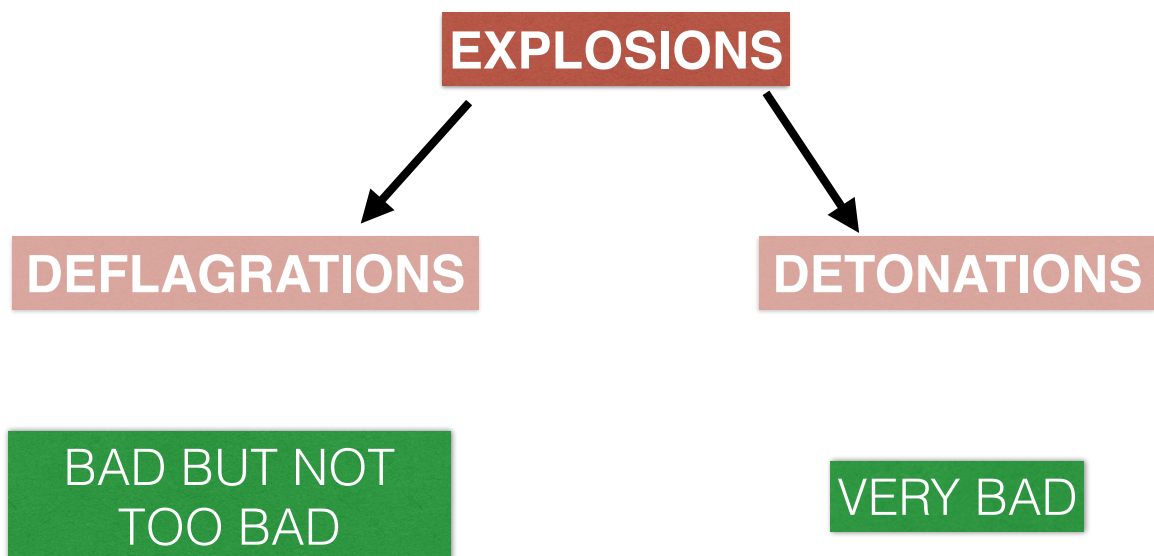 EXPLOSIONS
DEFLAGRATIONS
DETONATIONS
BAD BUT NOT
TOO BAD
VERY BAD